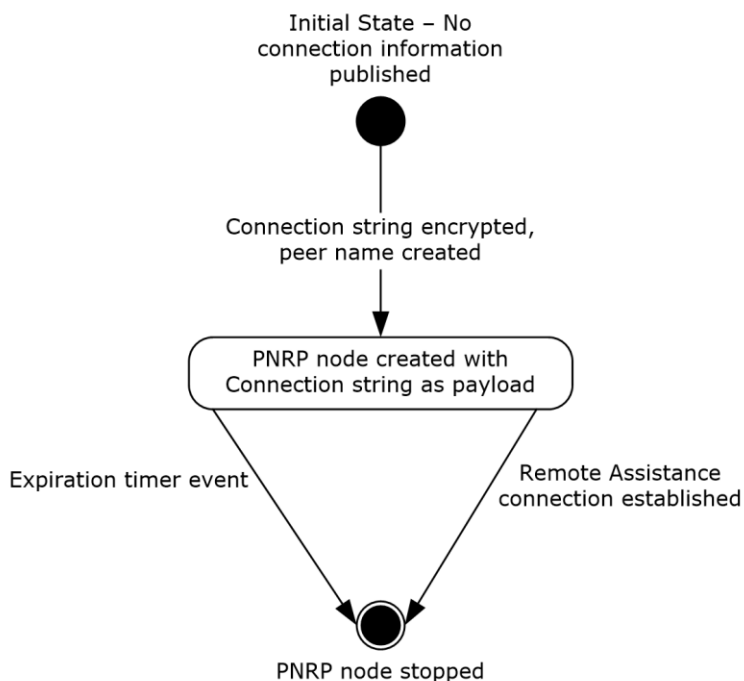 Initial State – No
connection information
published
Connection string encrypted,
peer name created
PNRP node created with
Connection string as payload
Expiration timer event
Remote Assistance
connection established
PNRP node stopped